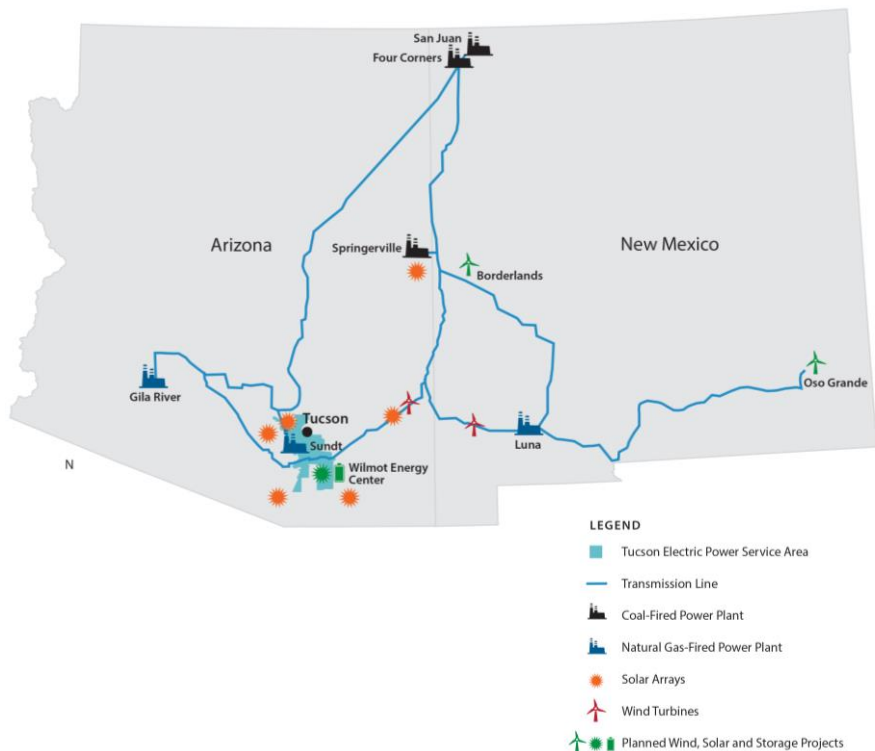 San Juan
Four Corners
Arizona
New Mexico
Springerville
Borderlands
Gila River
Oso Grande
Tucson
Sundt
Luna
N
Wilmot Energy
Center
LEGEND
Tucson Electric Power Service Area
Transmission Line
Coal-Fired Power Plant
Natural Gas-Fired Power Plant
Solar Arrays
Wind Turbines
Planned Wind, Solar and Storage Projects